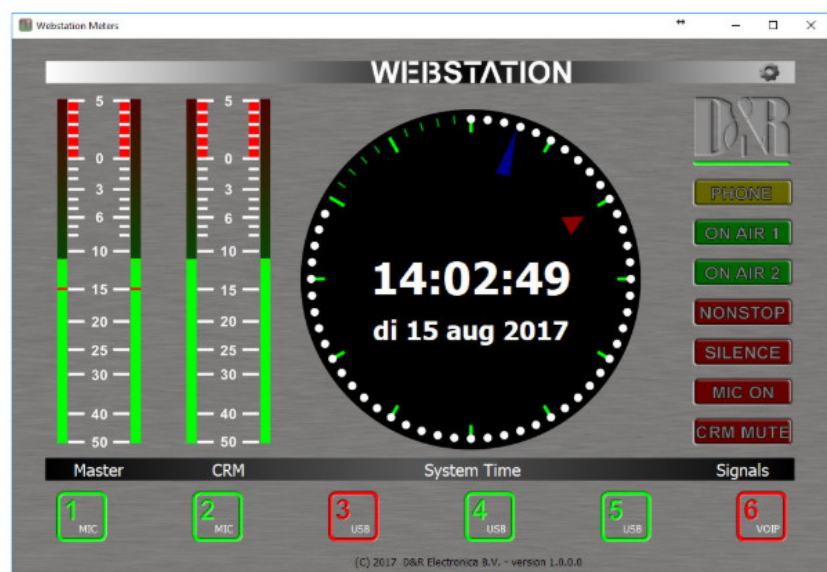 Webstation Meters
WEBSTATION
D&R
5 5
0 0
3 3
6 6
10 10
15 15
20 20
25 25
30 30
40 40
50 50
14:02:49
di 15 aug 2017
PHONE
ON AIR 1
ON AIR 2
NONSTOP
SILENCE
MIC ON
CRM MUTE
Master CRM System Time Signals
1 MIC 2 MIC 3 USB 4 USB 5 USB 6 VOIP
(C) 2017 D&R Electronica B.V. - version 1.0.0.0